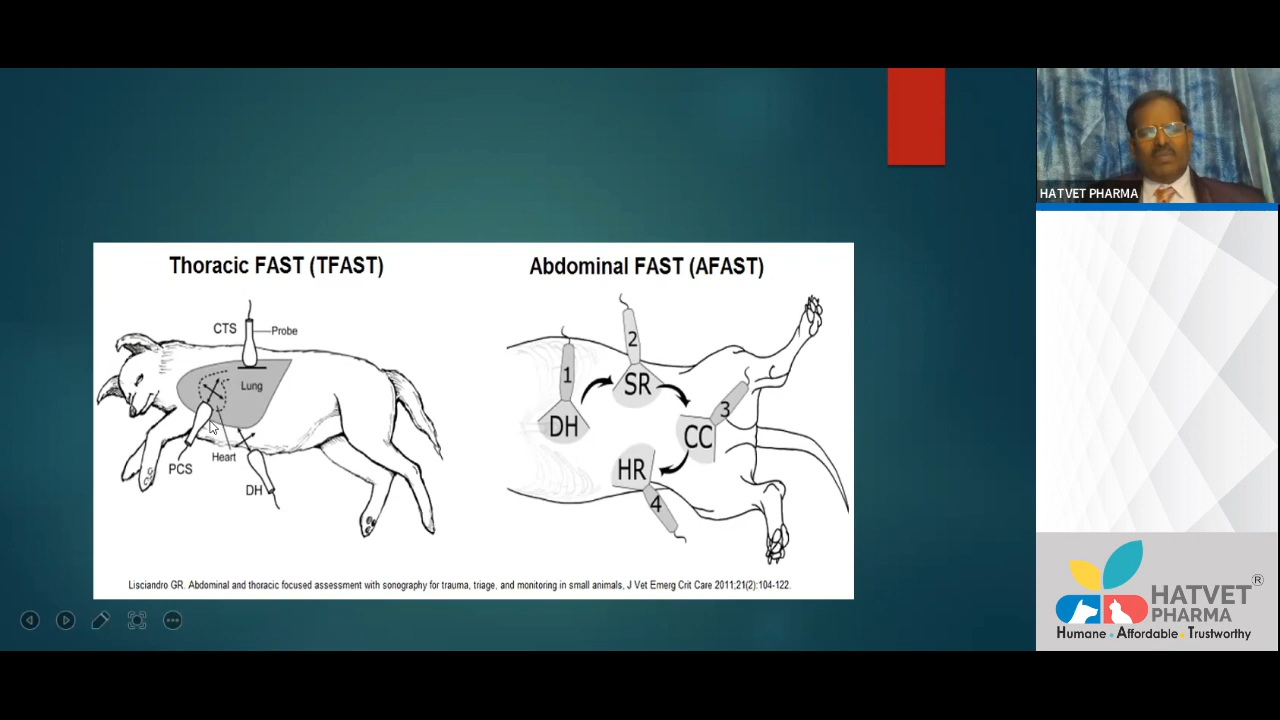 Thoracic FAST (TFAST)
CTS
Probe
Lung
Heart
PCS
DH
Abdominal FAST (AFAST)
1
DH
2
SR
3
CC
HR
4
Lisciandro GR. Abdominal and thoracic focused assessment with sonography for trauma, triage, and monitoring in small animals, J Vet Emerg Crit Care 2011;21(2):104-122.
HATVET PHARMA
HATVET ®
PHARMA
Humane • Affordable • Trustworthy